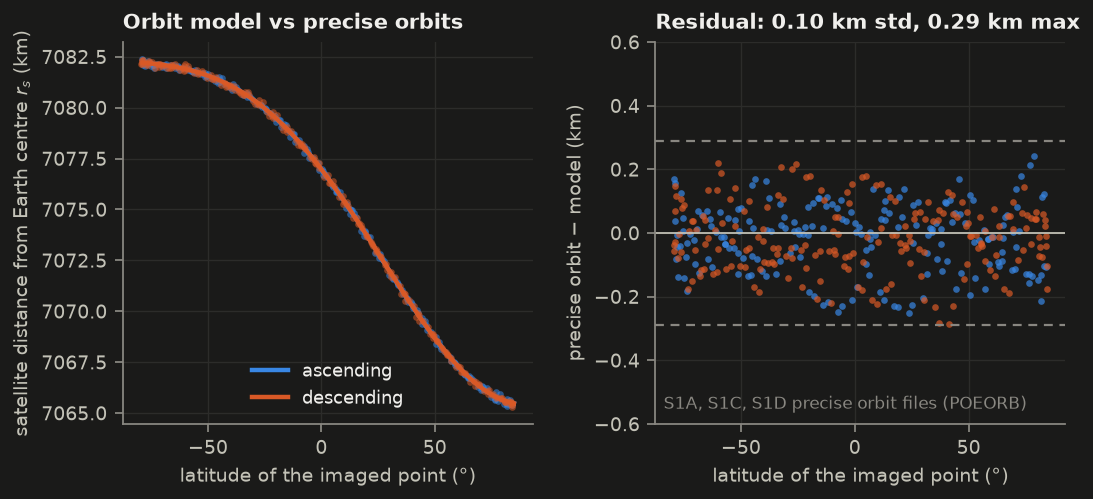 Orbit model vs precise orbits
satellite distance from Earth centre rₛ (km)
7082.5
7080.0
7077.5
7075.0
7072.5
7070.0
7067.5
7065.0
ascending
descending
−50
0
50
latitude of the imaged point (°)
Residual: 0.10 km std, 0.29 km max
precise orbit − model (km)
0.6
0.4
0.2
0.0
−0.2
−0.4
−0.6
S1A, S1C, S1D precise orbit files (POEORB)
−50
0
50
latitude of the imaged point (°)